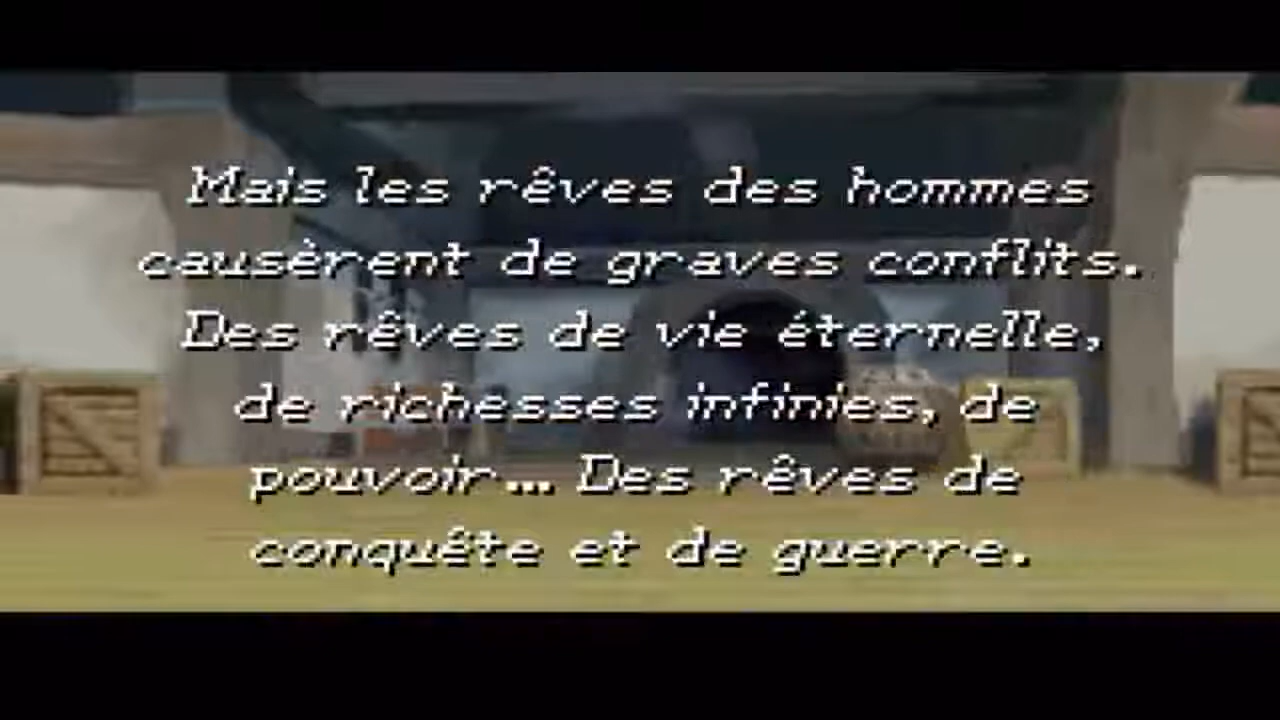 Mais les rêves des hommes
causèrent de graves conflits.
Des rêves de vie éternelle,
de richesses infinies, de
pouvoir... Des rêves de
conquête et de guerre.